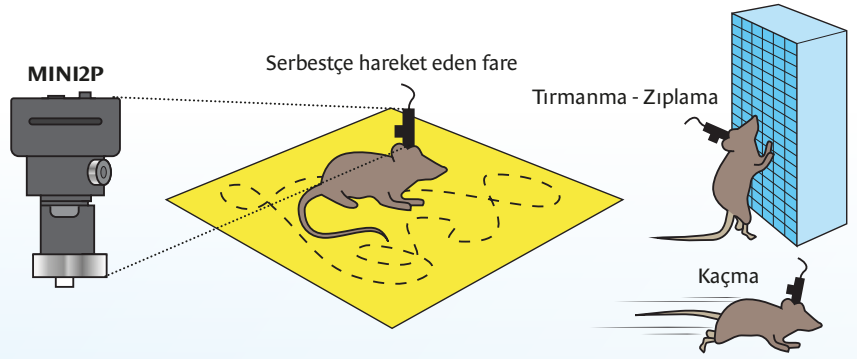 MINI2P
Serbestçe hareket eden fare
Tırmanma - Zıplama
Kaçma